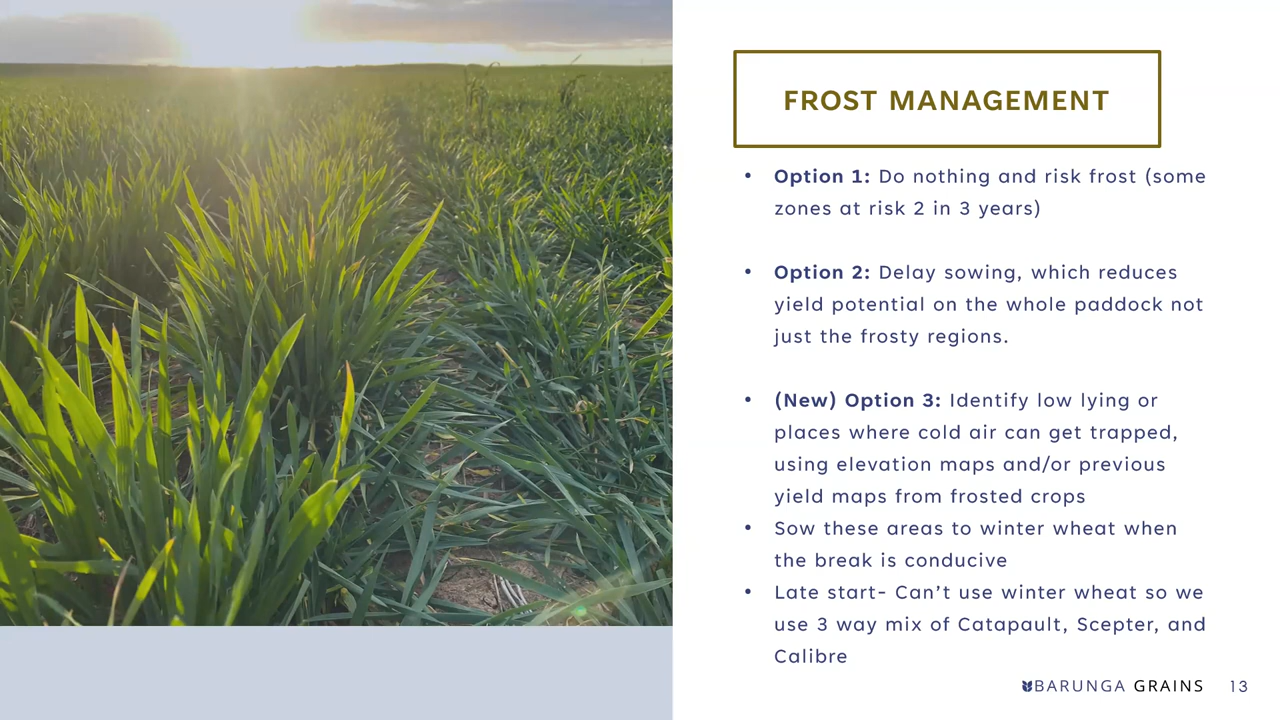 FROST MANAGEMENT
• Option 1: Do nothing and risk frost (some
zones at risk 2 in 3 years)
• Option 2: Delay sowing, which reduces
yield potential on the whole paddock not
just the frosty regions.
• (New) Option 3: Identify low lying or
places where cold air can get trapped,
using elevation maps and/or previous
yield maps from frosted crops
• Sow these areas to winter wheat when
the break is conducive
• Late start- Can’t use winter wheat so we
use 3 way mix of Catapault, Scepter, and
Calibre
BARUNGA GRAINS 13